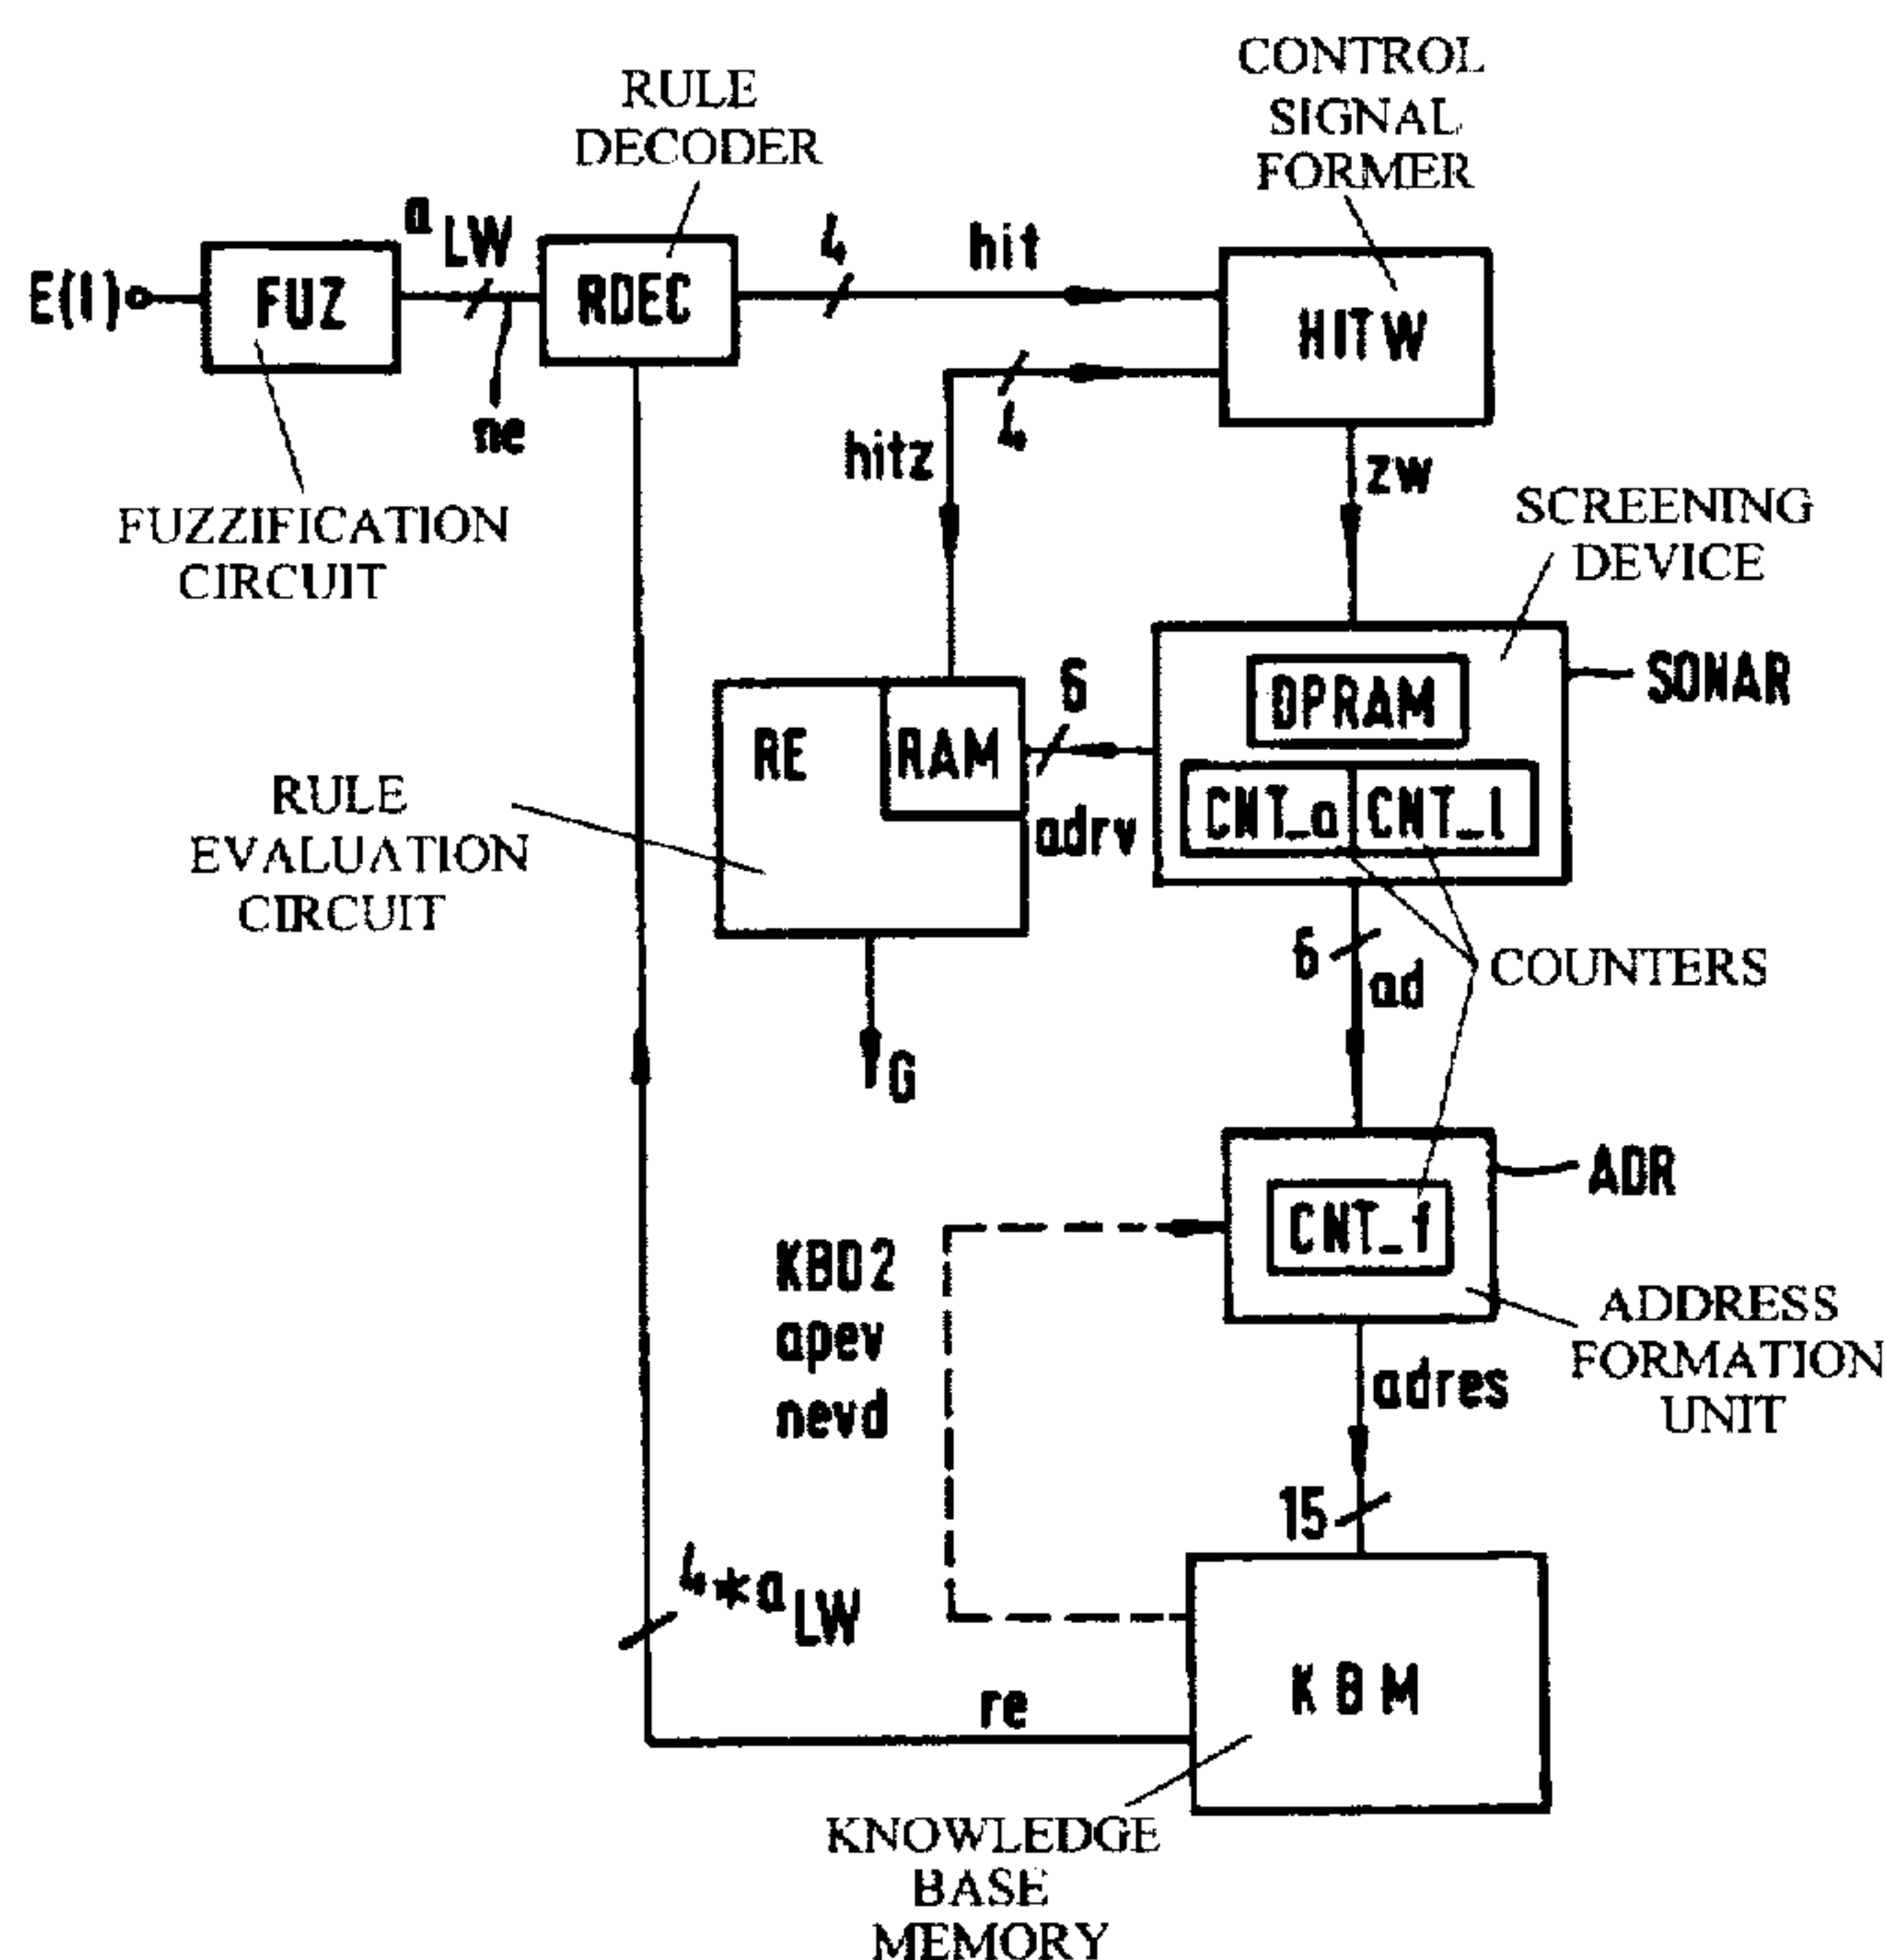 CONTROL
SIGNAL
FORMER
RULE
DECODER
a LW
4
hit
E(I)
FUZ
RDEC
HITW
ne
hitz
4
zw
FUZZIFICATION
CIRCUIT
SCREENING
DEVICE
SONAR
6
DPRAM
RE
RAM
adrv
CNT_a
CNT_l
RULE
EVALUATION
CIRCUIT
6
ad
COUNTERS
G
ADR
CNT_f
KBD2
apev
nevd
ADDRESS
FORMATION
UNIT
adres
15
4*a LW
re
KBM
KNOWLEDGE
BASE
MEMORY